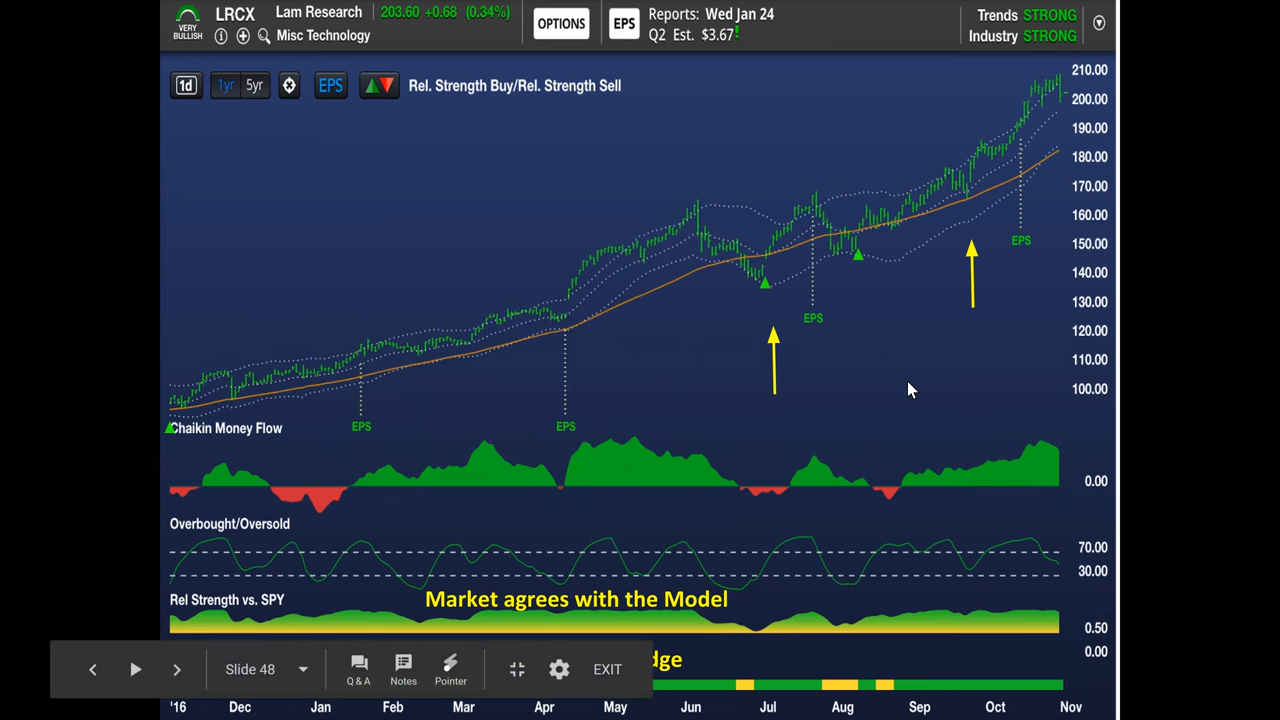 VERY
BULLISH
LRCX
Lam Research
203.60 +0.68 (0.34%)
Misc Technology
OPTIONS
EPS
Reports: Wed Jan 24
Q2 Est. $3.67!
Trends STRONG
Industry STRONG
1d
1yr
5yr
EPS
Rel. Strength Buy/Rel. Strength Sell
210.00
200.00
190.00
180.00
170.00
160.00
150.00
140.00
130.00
120.00
110.00
100.00
EPS
EPS
EPS
EPS
Chaikin Money Flow
0.00
Overbought/Oversold
70.00
30.00
Rel Strength vs. SPY
Market agrees with the Model
0.50
0.00
dge
Slide 48
Q & A
Notes
Pointer
EXIT
'16 Dec Jan Feb Mar Apr May Jun Jul Aug Sep Oct Nov